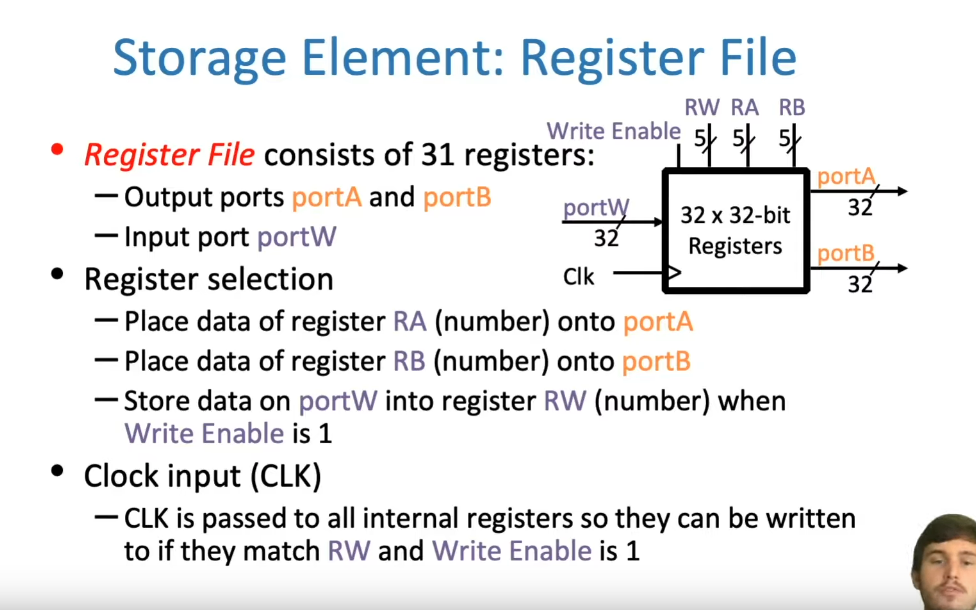 Storage Element: Register File
RW RA RB
Write Enable 5 5 5
• Register File consists of 31 registers:
– Output ports portA and portB
– Input port portW
portW
32
Clk
32 x 32-bit
Registers
portA
32
portB
32
• Register selection
– Place data of register RA (number) onto portA
– Place data of register RB (number) onto portB
– Store data on portW into register RW (number) when
Write Enable is 1
• Clock input (CLK)
– CLK is passed to all internal registers so they can be written
to if they match RW and Write Enable is 1